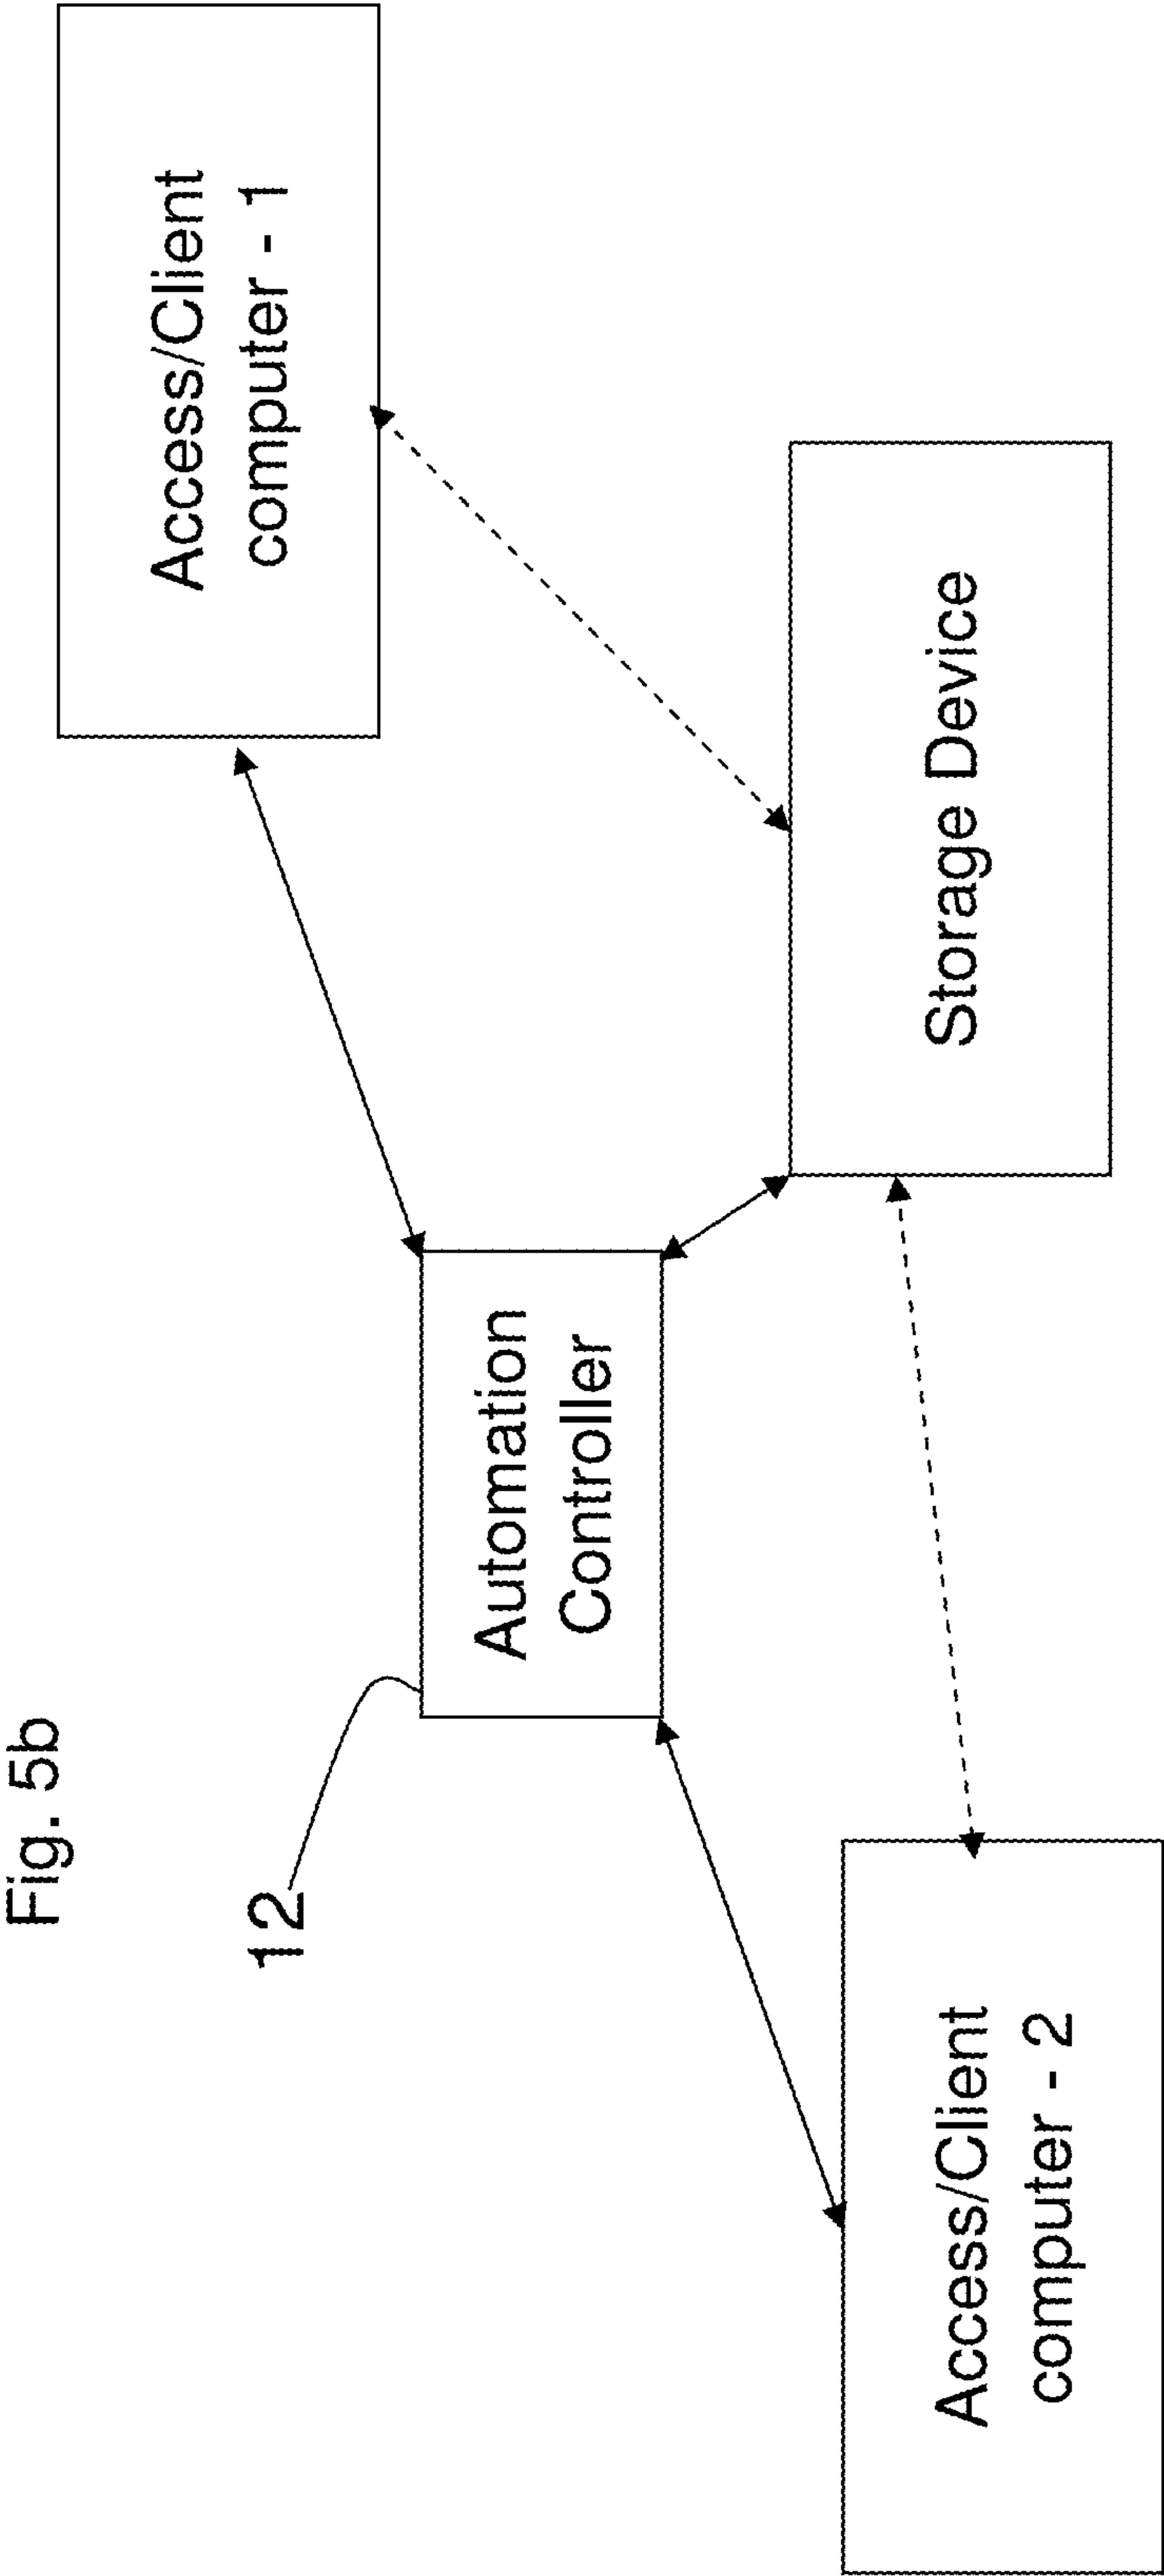 Fig. 5b
12
Automation
Controller
Access/Client
computer - 1
Storage Device
Access/Client
computer - 2